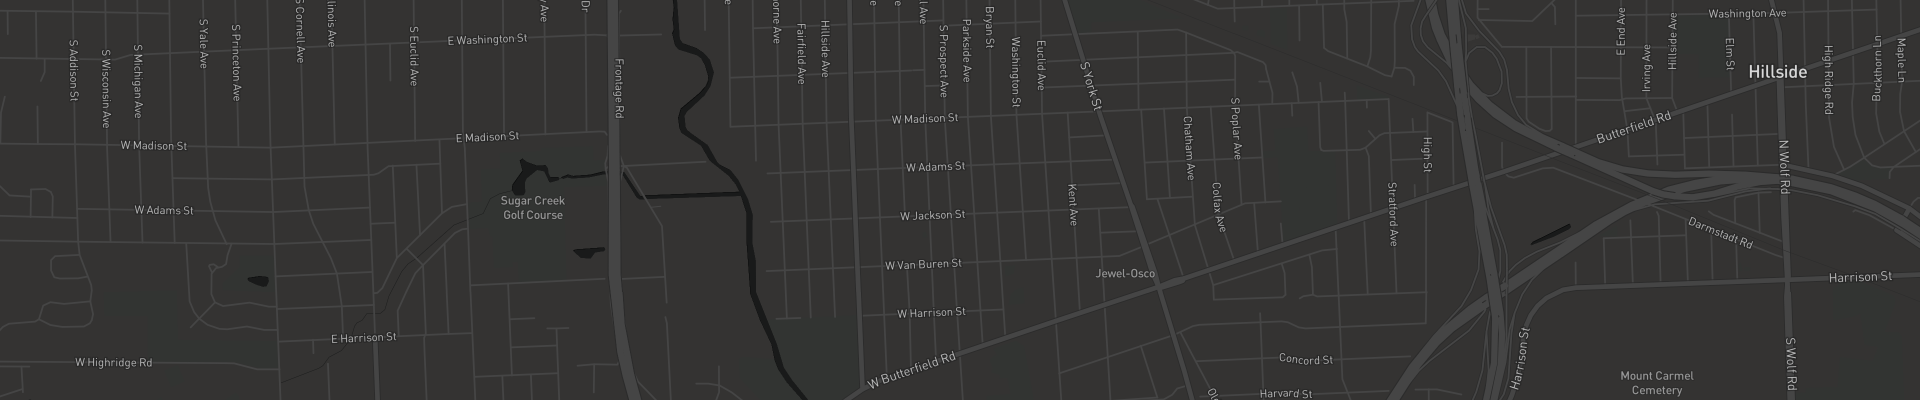 S Addison St
S Wisconsin Ave
S Michigan Ave
S Yale Ave
S Princeton Ave
S Cornell Ave
linois Ave
S Euclid Ave
E Washington St
Ave
Dr
Frontage Rd
Fairfield Ave
Hillside Ave
S Prospect Ave
Parkside Ave
Bryan St
Washington St
Euclid Ave
S York St
Washington Ave
E End Ave
Irving Ave
Hillside Ave
Elm St
Hillside
High Ridge Rd
Buckthorn Ln
Maple Ln
W Madison St
E Madison St
W Madison St
Chatham Ave
S Poplar Ave
High St
Butterfield Rd
N Wolf Rd
W Adams St
W Adams St
Sugar Creek
Golf Course
W Jackson St
Kent Ave
Colfax Ave
Stratford Ave
Darmstadt Rd
W Van Buren St
Jewel-Osco
Harrison St
E Harrison St
W Harrison St
W Highridge Rd
W Butterfield Rd
Concord St
Harvard St
Harrison St
Mount Carmel
Cemetery
S Wolf Rd